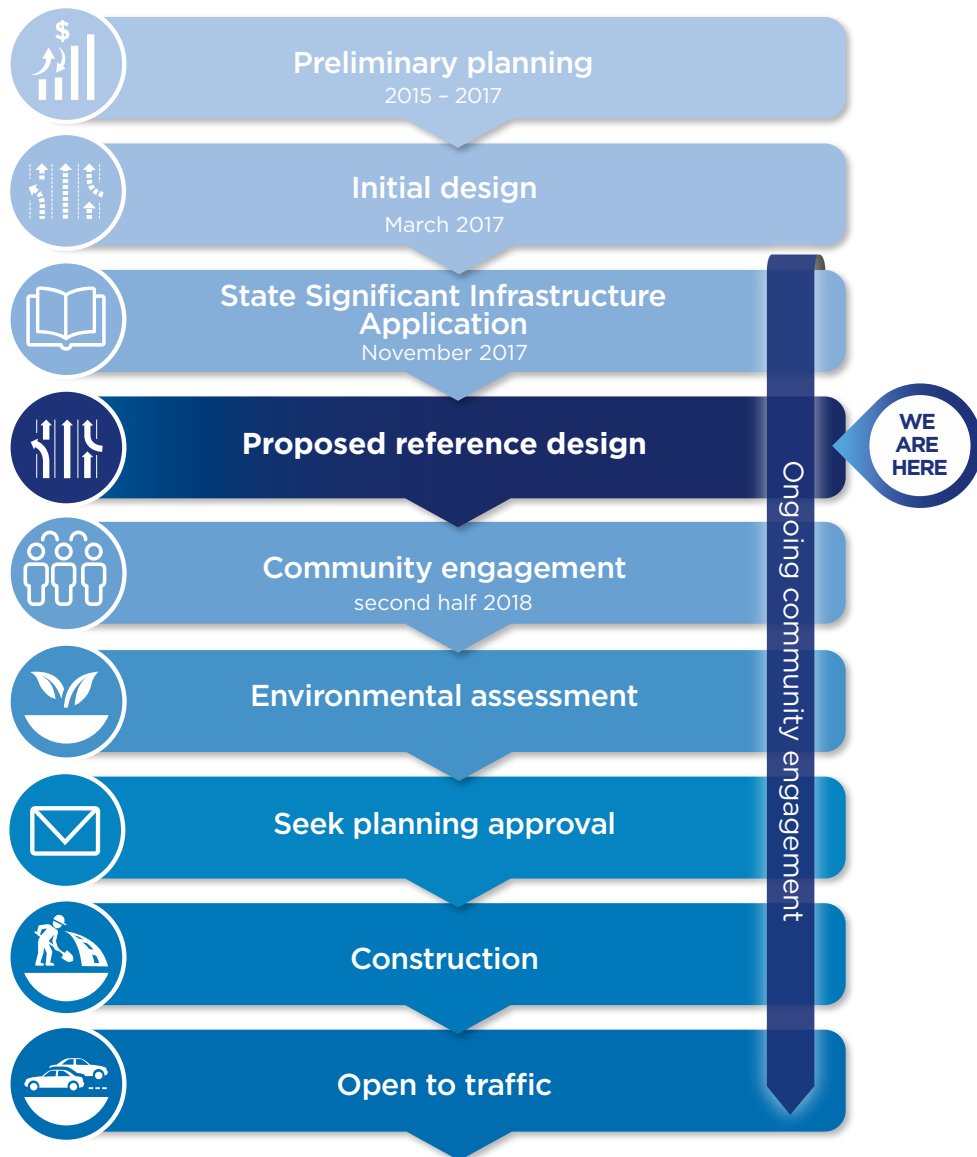 $
Preliminary planning
2015 – 2017
Initial design
March 2017
State Significant Infrastructure
Application
November 2017
Proposed reference design
WE
ARE
HERE
Community engagement
second half 2018
Environmental assessment
Seek planning approval
Construction
Open to traffic
Ongoing community engagement